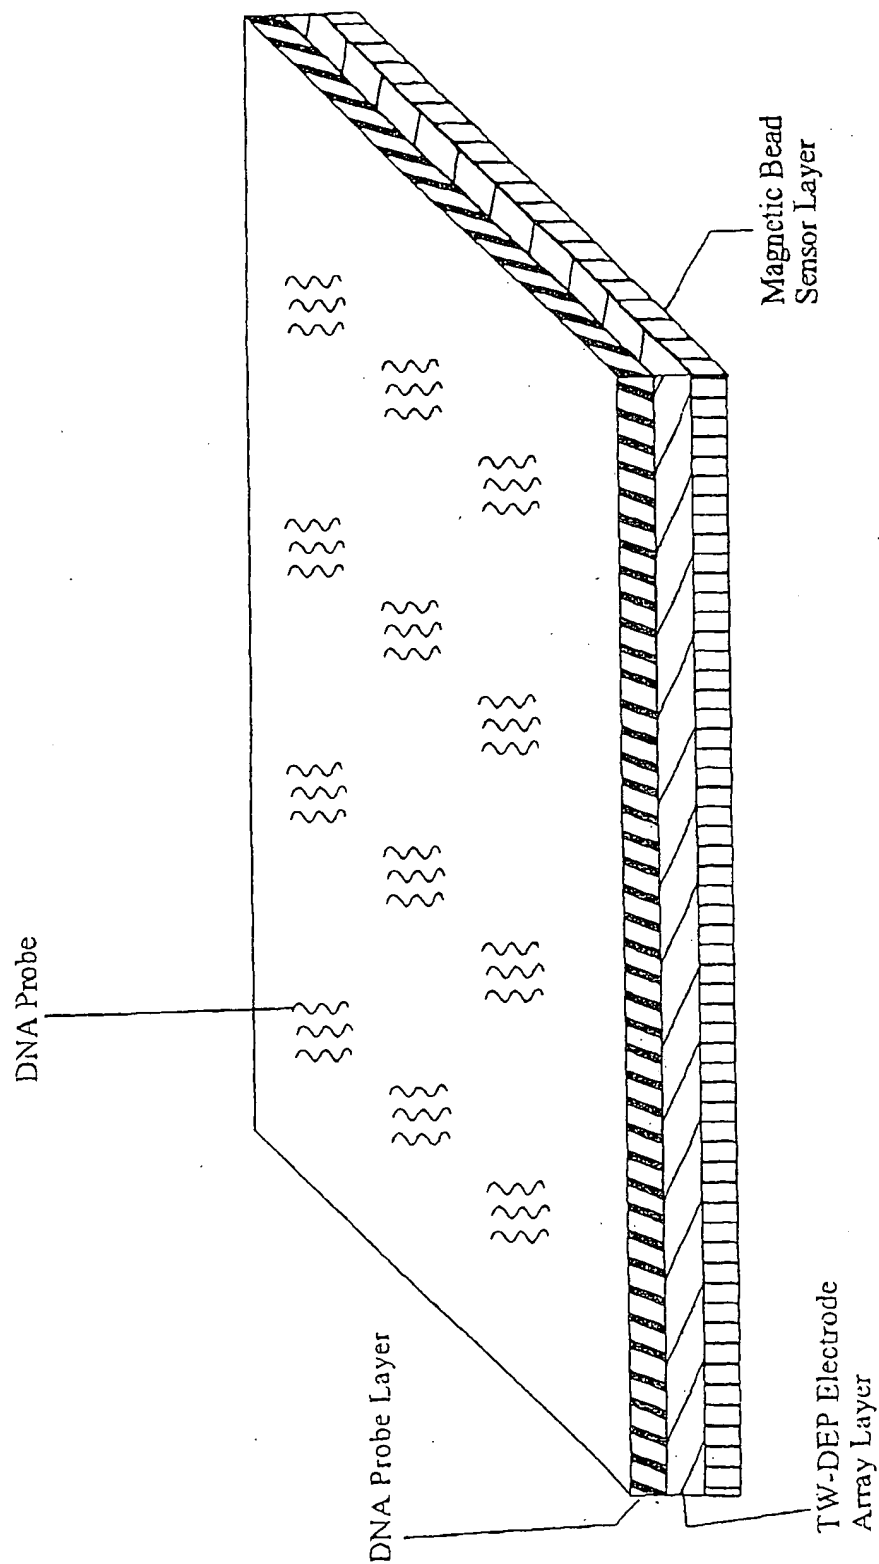 DNA Probe
DNA Probe Layer
TW-DEP Electrode
Array Layer
Magnetic Bead
Sensor Layer